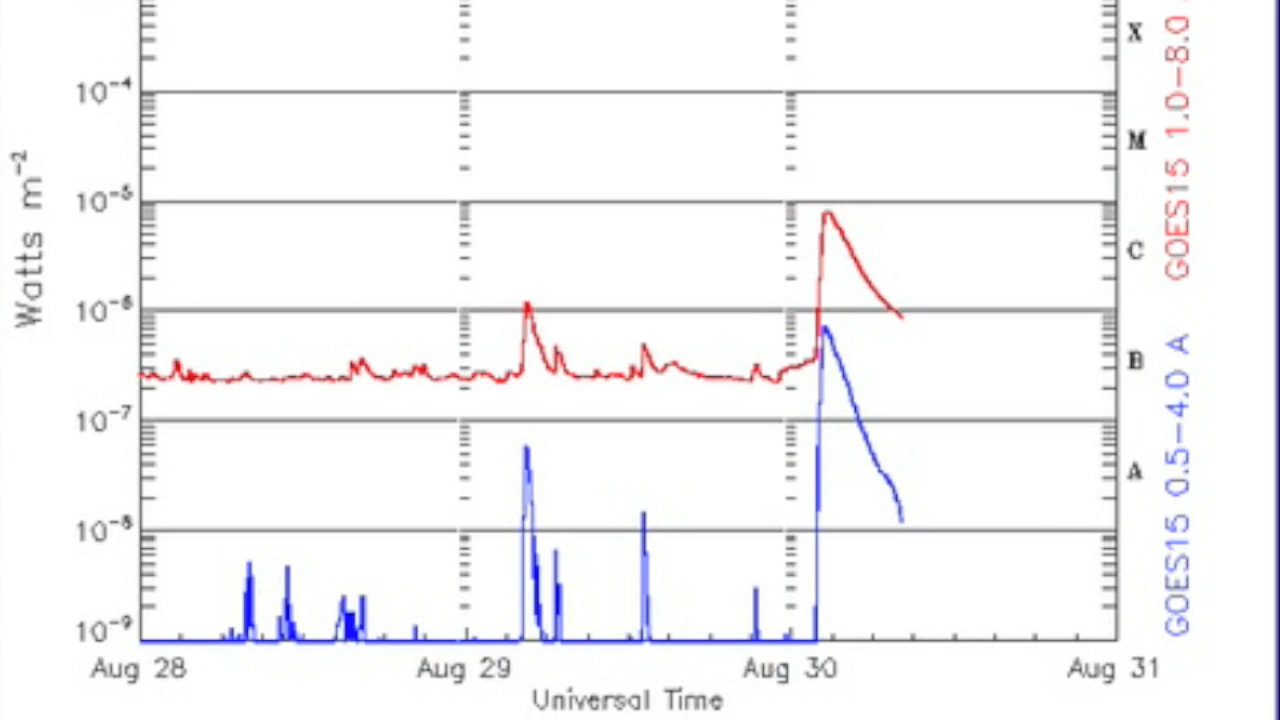 X
10⁻⁴
M
10⁻⁵
C
10⁻⁶
B
10⁻⁷
A
10⁻⁸
10⁻⁹
Watts m⁻²
Aug 28 Aug 29 Aug 30 Aug 31
Universal Time
GOES15 1.0–8.0
GOES15 0.5–4.0 A